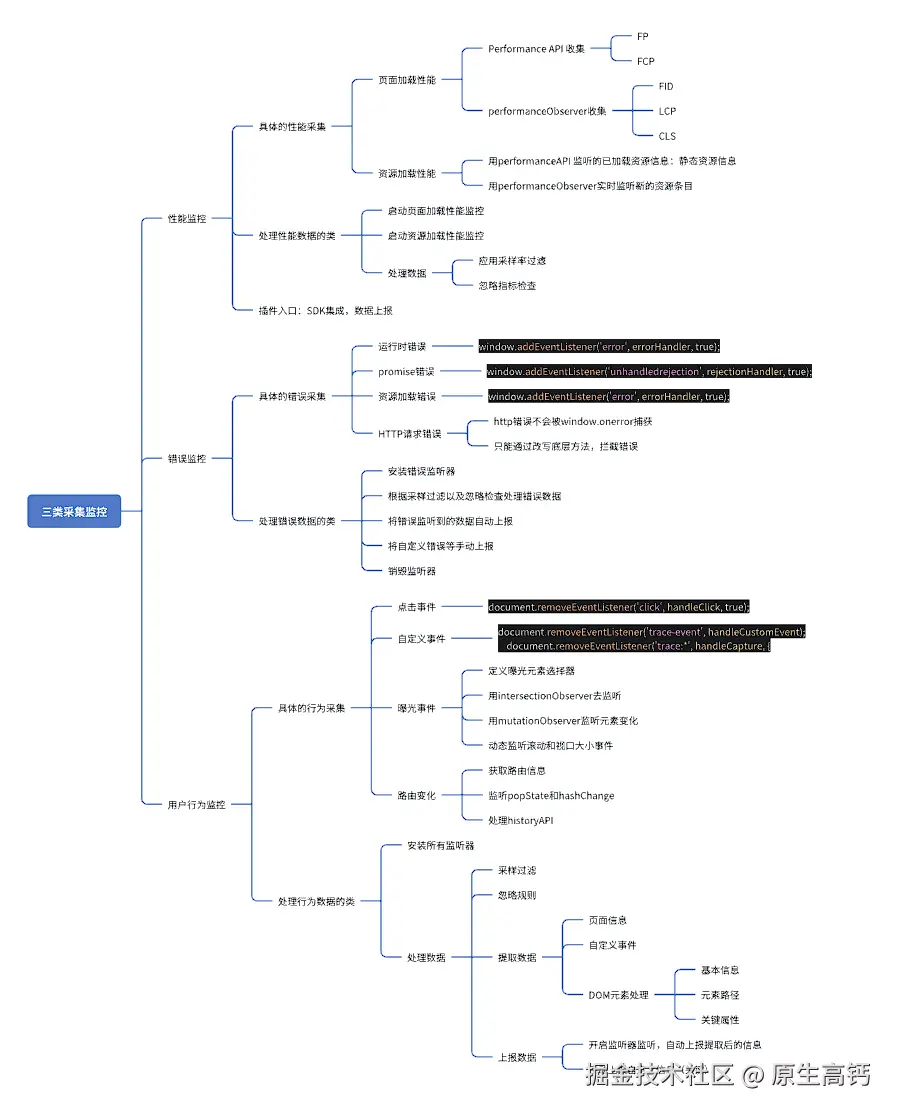 FP
Performance API 收集
FCP
页面加载性能
FID
performanceObserver收集
LCP
CLS
具体的性能采集
用performanceAPI 监听的已加载资源信息：静态资源信息
资源加载性能
用performanceObserver实时监听新的资源条目
性能监控
启动页面加载性能监控
处理性能数据的类
启动资源加载性能监控
应用采样率过滤
处理数据
忽略指标检查
插件入口：SDK集成，数据上报
运行时错误
window.addEventListener('error', errorHandler, true);
promise错误
window.addEventListener('unhandledrejection', rejectionHandler, true);
具体的错误采集
资源加载错误
window.addEventListener('error', errorHandler, true);
http错误不会被window.onerror捕获
HTTP请求错误
只能通过改写底层方法，拦截错误
错误监控
安装错误监听器
根据采样过滤以及忽略检查处理错误数据
三类采集监控
处理错误数据的类
将错误监听到的数据自动上报
将自定义错误等手动上报
销毁监听器
点击事件
document.removeEventListener('click', handleClick, true);
自定义事件
document.removeEventListener('trace-event', handleCustomEvent);
document.removeEventListener('trace:*', handleCapture, {
定义曝光元素选择器
用intersectionObserver去监听
具体的行为采集
曝光事件
用mutationObserver监听元素变化
动态监听滚动和视口大小事件
获取路由信息
路由变化
监听popState和hashChange
用户行为监控
处理historyAPI
安装所有监听器
采样过滤
忽略规则
处理行为数据的类
页面信息
自定义事件
处理数据
提取数据
基本信息
DOM元素处理
元素路径
关键属性
开启监听器监听，自动上报提取后的信息
上报数据
掘金技术社区 @ 原生高钙